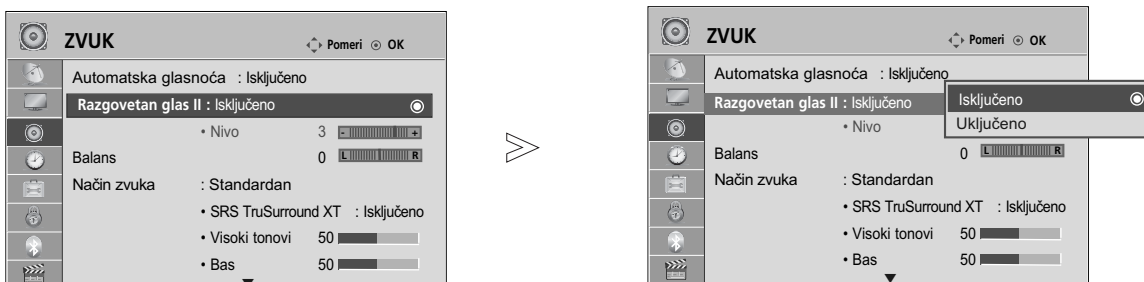 ZVUK
Pomeri OK
Automatska glasnoća : Isključeno
Razgovetan glas II : Isključeno
• Nivo 3 - +
Balans 0 L R
Način zvuka : Standardan
• SRS TruSurround XT : Isključeno
• Visoki tonovi 50
• Bas 50
ZVUK
Pomeri OK
Automatska glasnoća : Isključeno
Razgovetan glas II : Isključeno
Isključeno
Uključeno
• Nivo
Balans 0 L R
Način zvuka : Standardan
• SRS TruSurround XT : Isključeno
• Visoki tonovi 50
• Bas 50